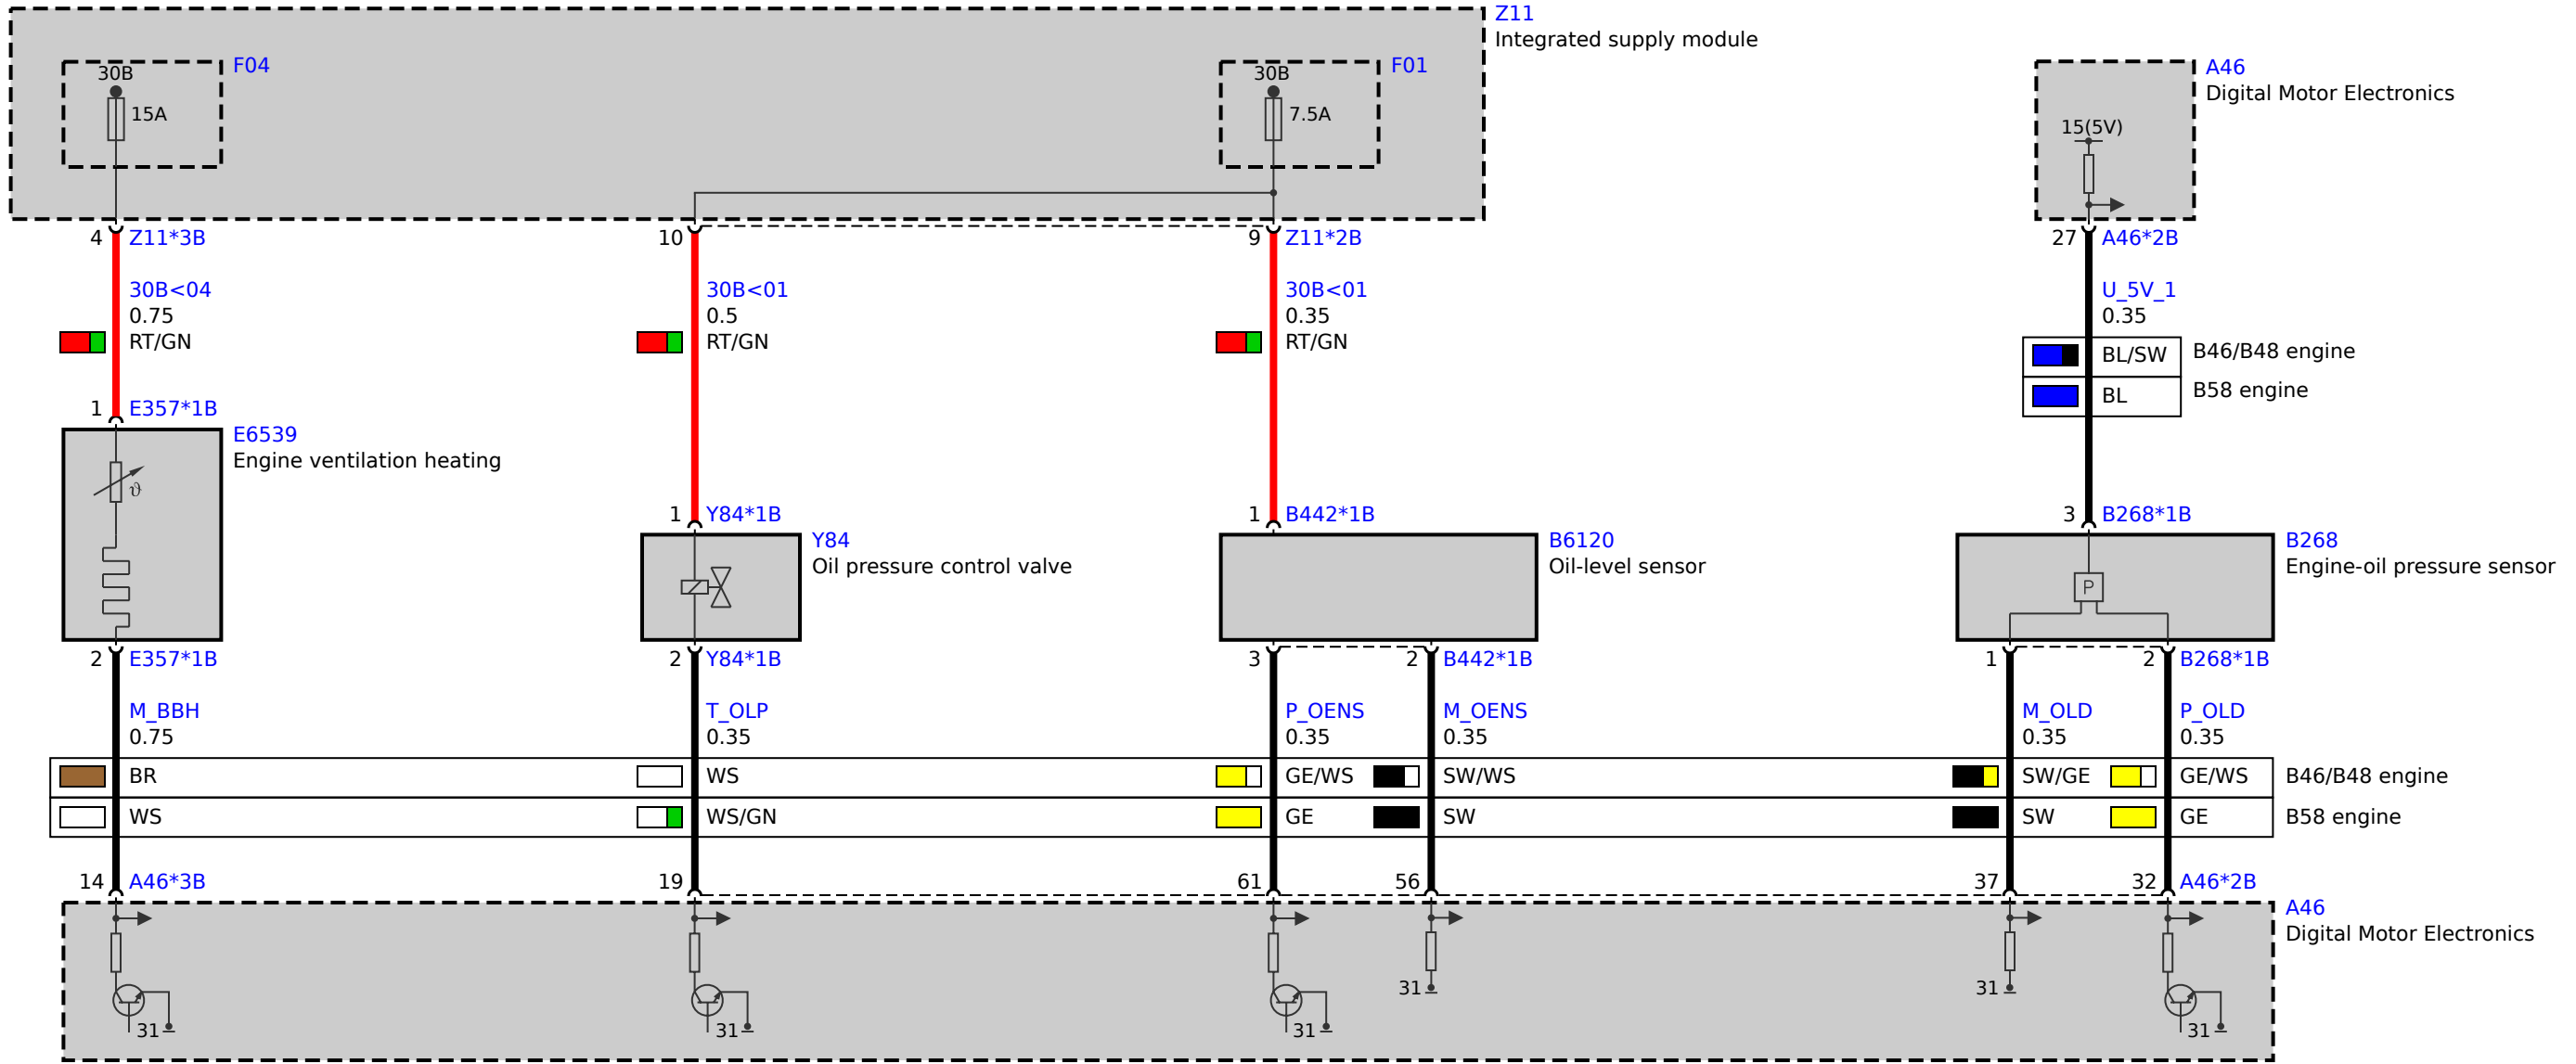 Z11
Integrated supply module
F04
30B
15A
F01
30B
7.5A
A46
Digital Motor Electronics
15(5V)
4 Z11*3B
10
9 Z11*2B
27 A46*2B
30B<04
0.75
RT/GN
30B<01
0.5
RT/GN
30B<01
0.35
RT/GN
U_5V_1
0.35
BL/SW B46/B48 engine
BL B58 engine
1 E357*1B
E6539
Engine ventilation heating
ϑ
1 Y84*1B
Y84
Oil pressure control valve
1 B442*1B
B6120
Oil-level sensor
3 B268*1B
B268
Engine-oil pressure sensor
P
2 E357*1B
2 Y84*1B
3
2 B442*1B
1
2 B268*1B
M_BBH
0.75
T_OLP
0.35
P_OENS
0.35
M_OENS
0.35
M_OLD
0.35
P_OLD
0.35
BR WS GE/WS SW/WS SW/GE GE/WS B46/B48 engine
WS WS/GN GE SW SW GE B58 engine
14 A46*3B
19
61
56
37
32 A46*2B
A46
Digital Motor Electronics
31
31
31
31
31
31